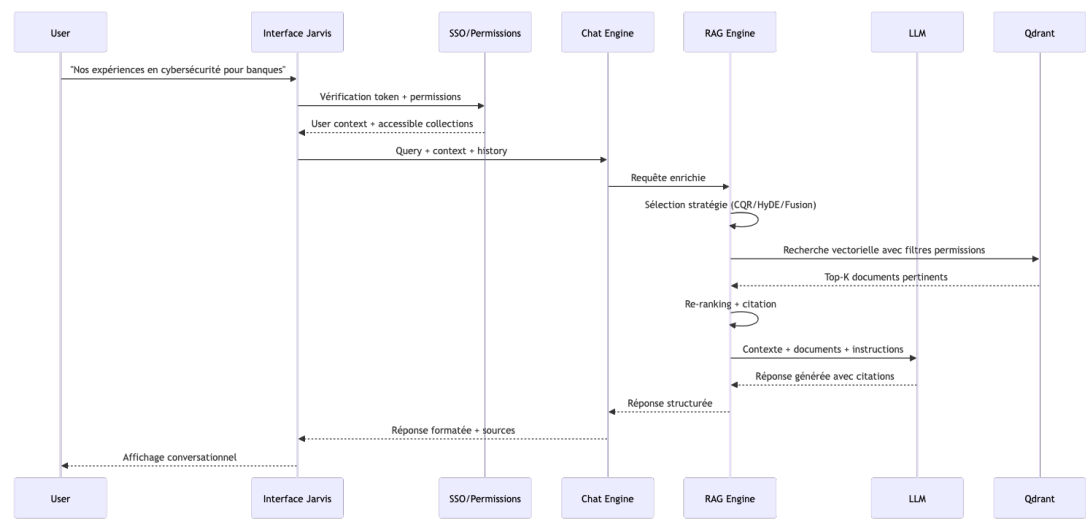 User
Interface Jarvis
SSO/Permissions
Chat Engine
RAG Engine
LLM
Qdrant
"Nos expériences en cybersécurité pour banques"
Vérification token + permissions
User context + accessible collections
Query + context + history
Requête enrichie
Sélection stratégie (CQR/HyDE/Fusion)
Recherche vectorielle avec filtres permissions
Top-K documents pertinents
Re-ranking + citation
Contexte + documents + instructions
Réponse générée avec citations
Réponse structurée
Réponse formatée + sources
Affichage conversationnel
User
Interface Jarvis
SSO/Permissions
Chat Engine
RAG Engine
LLM
Qdrant